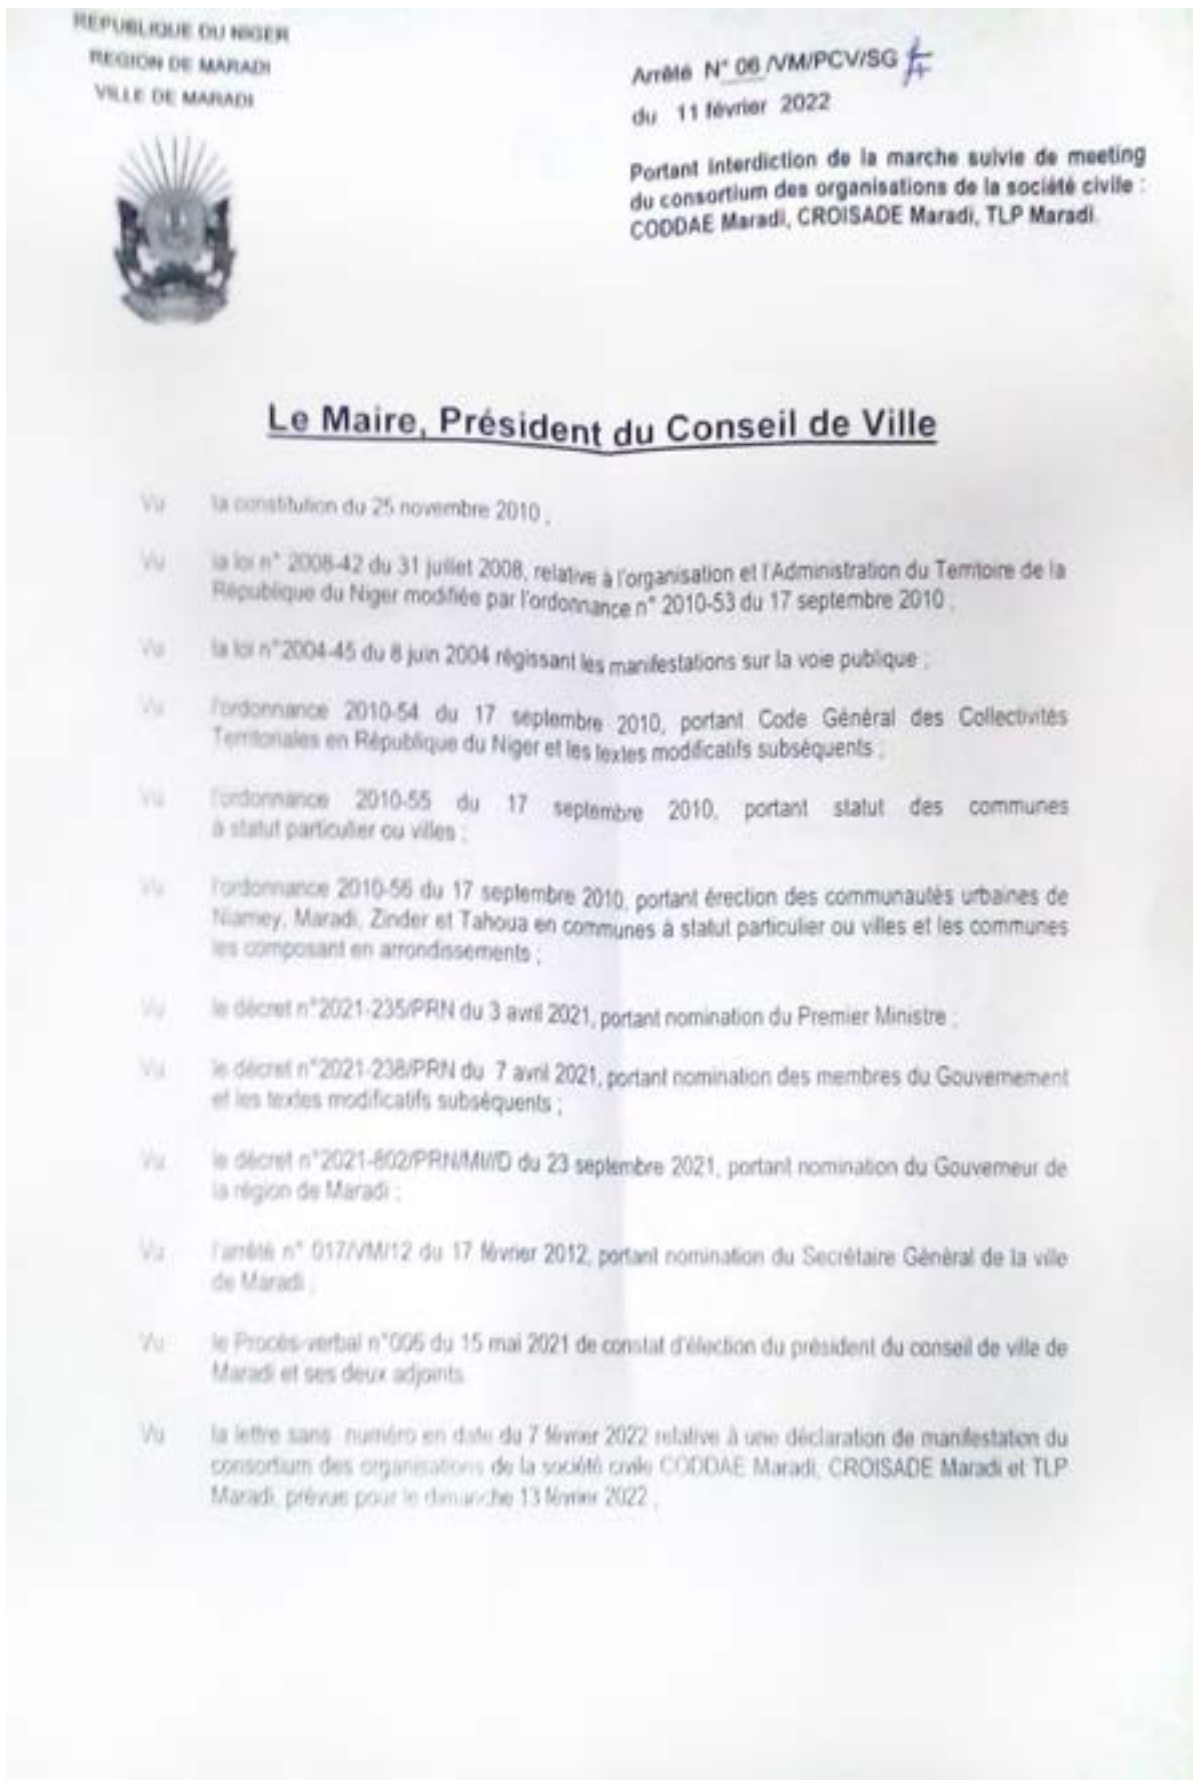 REPUBLIQUE DU NIGER
REGION DE MARADI
VILLE DE MARADI
Arrêté N° 06 /VM/PCV/SG
du 11 février 2022
Portant interdiction de la marche suivie de meeting
du consortium des organisations de la société civile :
CODDAE Maradi, CROISADE Maradi, TLP Maradi.
Le Maire, Président du Conseil de Ville
Vu la constitution du 25 novembre 2010 ;
Vu la loi n° 2008-42 du 31 juillet 2008, relative à l'organisation et l'Administration du Territoire de la
République du Niger modifiée par l'ordonnance n° 2010-53 du 17 septembre 2010 ;
Vu la loi n°2004-45 du 8 juin 2004 régissant les manifestations sur la voie publique ;
Vu l'ordonnance 2010-54 du 17 septembre 2010, portant Code Général des Collectivités
Territoriales en République du Niger et les textes modificatifs subséquents ;
Vu l'ordonnance 2010-55 du 17 septembre 2010, portant statut des communes
à statut particulier ou villes ;
Vu l'ordonnance 2010-56 du 17 septembre 2010, portant érection des communautés urbaines de
Niamey, Maradi, Zinder et Tahoua en communes à statut particulier ou villes et les communes
les composant en arrondissements ;
Vu le décret n°2021-235/PRN du 3 avril 2021, portant nomination du Premier Ministre ;
Vu le décret n°2021-238/PRN du 7 avril 2021, portant nomination des membres du Gouvernement
et les textes modificatifs subséquents ;
Vu le décret n°2021-802/PRN/MI/D du 23 septembre 2021, portant nomination du Gouverneur de
la région de Maradi ;
Vu l'arrêté n° 017/VM/12 du 17 février 2012, portant nomination du Secrétaire Général de la ville
de Maradi ;
Vu le Procès-verbal n°006 du 15 mai 2021 de constat d'élection du président du conseil de ville de
Maradi et ses deux adjoints
Vu la lettre sans numéro en date du 7 février 2022 relative à une déclaration de manifestation du
consortium des organisations de la société civile CODDAE Maradi, CROISADE Maradi et TLP
Maradi, prévue pour le dimanche 13 février 2022 ;